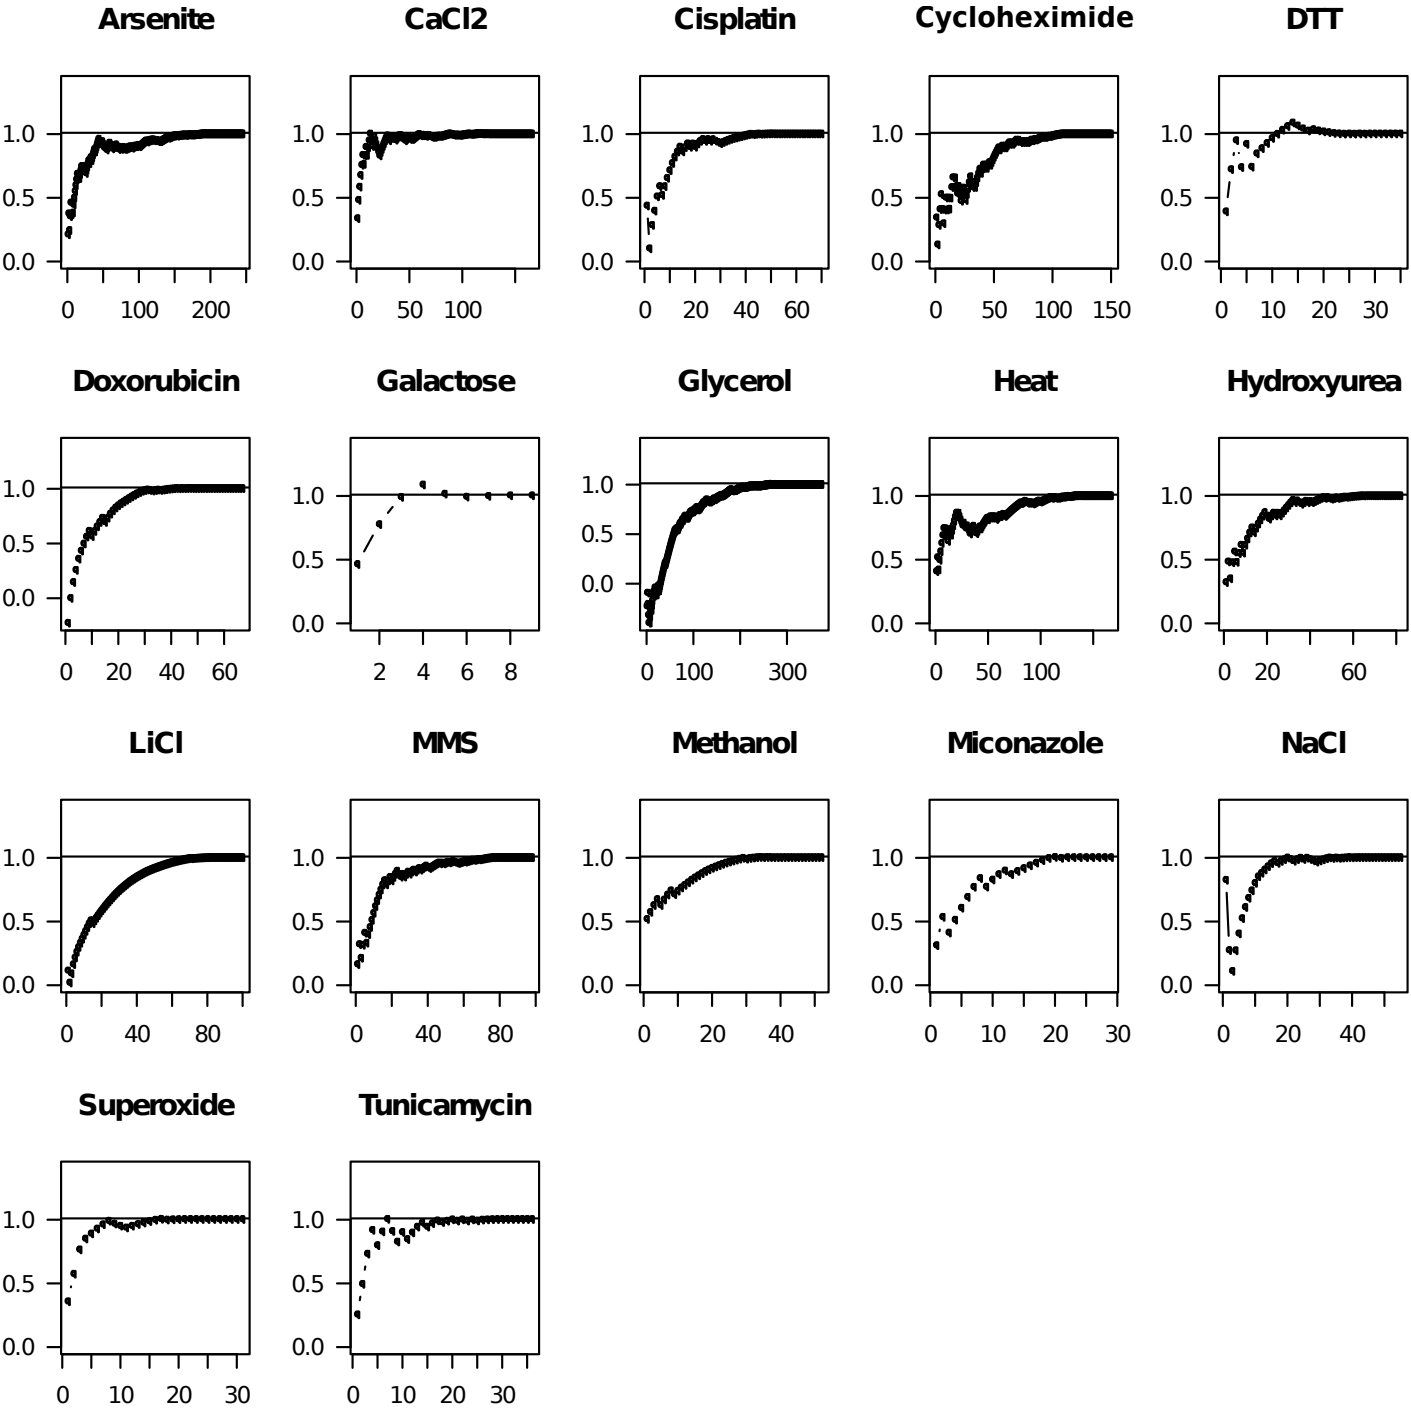 Arsenite CaCl2 Cisplatin Cycloheximide DTT
1.0 1.0 1.0 1.0 1.0
0.5 0.5 0.5 0.5 0.5
0.0 0.0 0.0 0.0 0.0
0 100 200 0 50 100 0 20 40 60 0 50 100 150 0 10 20 30
Doxorubicin Galactose Glycerol Heat Hydroxyurea
1.0 1.0 1.0 1.0 1.0
0.5 0.5 0.5 0.5 0.5
0.0 0.0 0.0 0.0 0.0
0 20 40 60 2 4 6 8 0 100 300 0 50 100 0 20 60
LiCl MMS Methanol Miconazole NaCl
1.0 1.0 1.0 1.0 1.0
0.5 0.5 0.5 0.5 0.5
0.0 0.0 0.0 0.0 0.0
0 40 80 0 40 80 0 20 40 0 10 20 30 0 20 40
Superoxide Tunicamycin
1.0 1.0
0.5 0.5
0.0 0.0
0 10 20 30 0 10 20 30